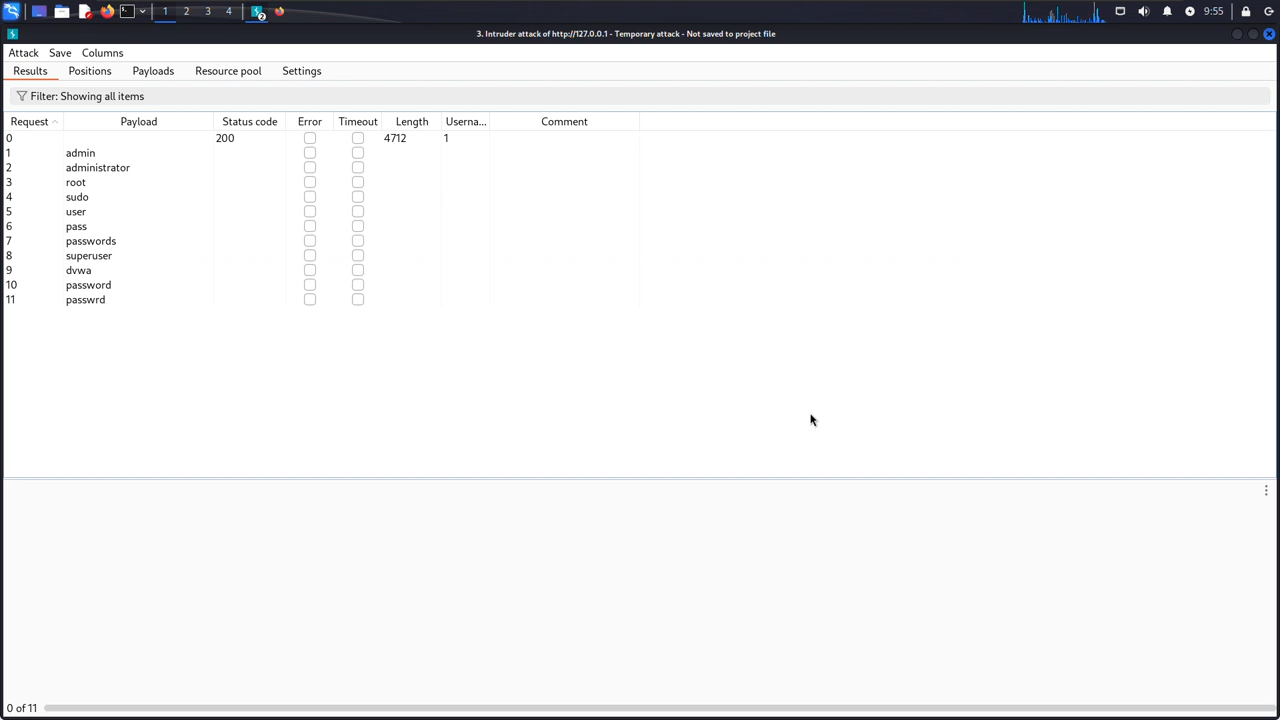 1 2 3 4 2 9:55
3. Intruder attack of http://127.0.0.1 - Temporary attack - Not saved to project file
Attack Save Columns
Results Positions Payloads Resource pool Settings
Filter: Showing all items
Request Payload Status code Error Timeout Length Userna... Comment
0 200 4712 1
1 admin
2 administrator
3 root
4 sudo
5 user
6 pass
7 passwords
8 superuser
9 dvwa
10 password
11 passwrd
0 of 11